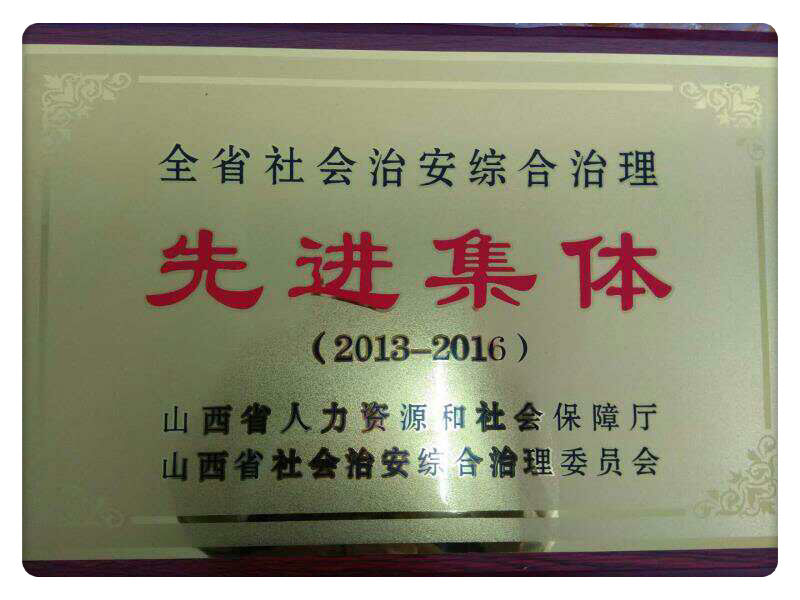 全省社会治安综合治理
先进集体
（2013–2016）
山西省人力资源和社会保障厅
山西省社会治安综合治理委员会